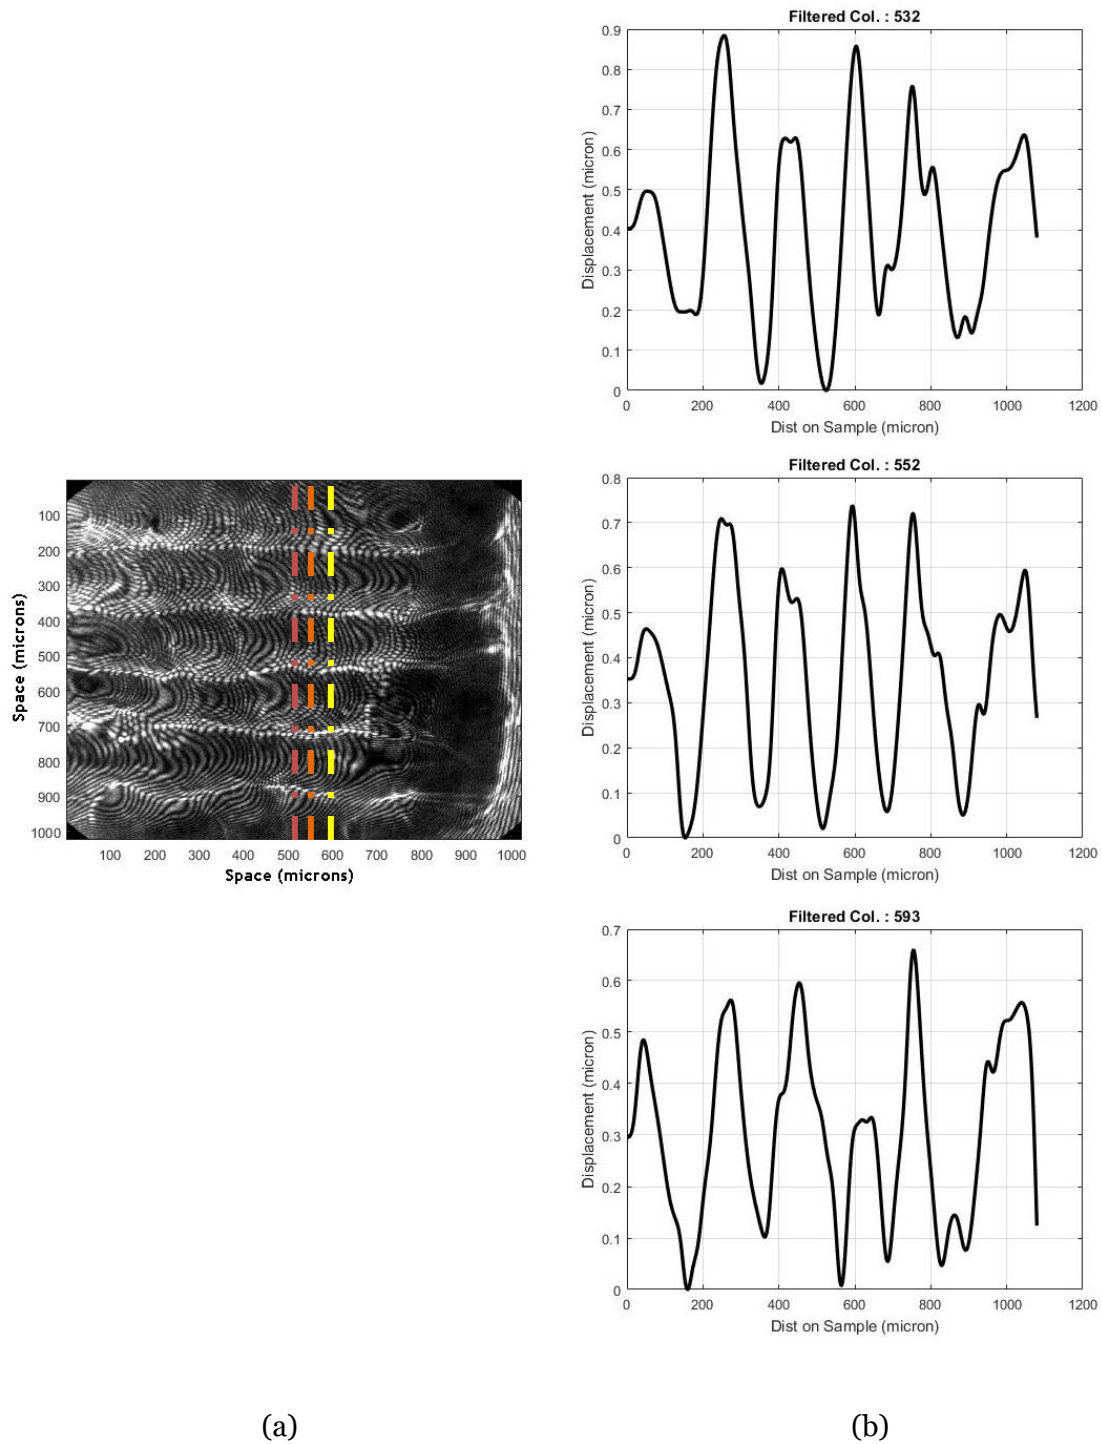 Filtered Col. : 532
0.9
0.8
0.7
0.6
0.5
0.4
0.3
0.2
0.1
0
Displacement (micron)
0 200 400 600 800 1000 1200
Dist on Sample (micron)
100
200
300
400
500
600
700
800
900
1000
Space (microns)
100 200 300 400 500 600 700 800 900 1000
Space (microns)
Filtered Col. : 552
0.8
0.7
0.6
0.5
0.4
0.3
0.2
0.1
0
Displacement (micron)
0 200 400 600 800 1000 1200
Dist on Sample (micron)
Filtered Col. : 593
0.7
0.6
0.5
0.4
0.3
0.2
0.1
0
Displacement (micron)
0 200 400 600 800 1000 1200
Dist on Sample (micron)
(a) (b)